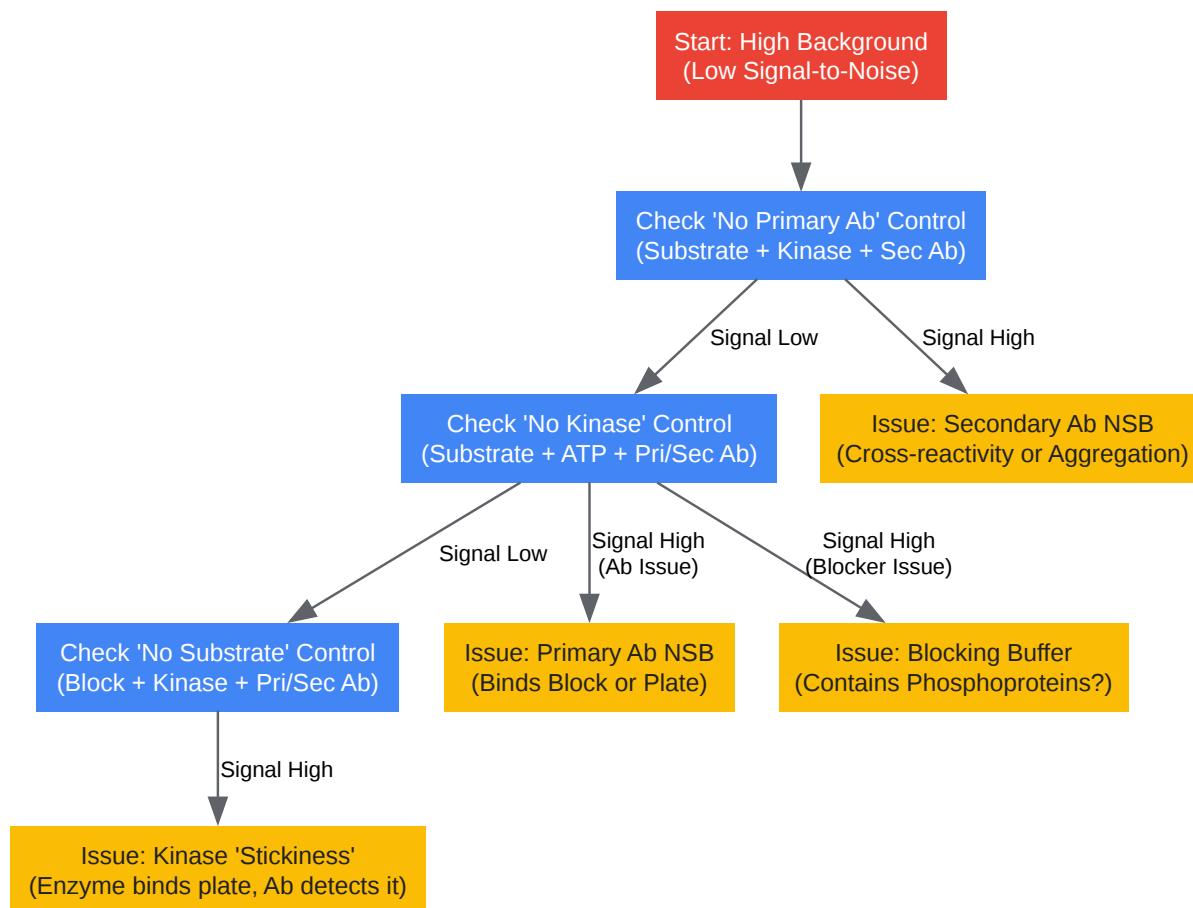 Start: High Background
(Low Signal-to-Noise)
Check 'No Primary Ab' Control
(Substrate + Kinase + Sec Ab)
Signal Low
Signal High
Check 'No Kinase' Control
(Substrate + ATP + Pri/Sec Ab)
Issue: Secondary Ab NSB
(Cross-reactivity or Aggregation)
Signal Low
Signal High
(Ab Issue)
Signal High
(Blocker Issue)
Check 'No Substrate' Control
(Block + Kinase + Pri/Sec Ab)
Issue: Primary Ab NSB
(Binds Block or Plate)
Issue: Blocking Buffer
(Contains Phosphoproteins?)
Signal High
Issue: Kinase 'Stickiness'
(Enzyme binds plate, Ab detects it)